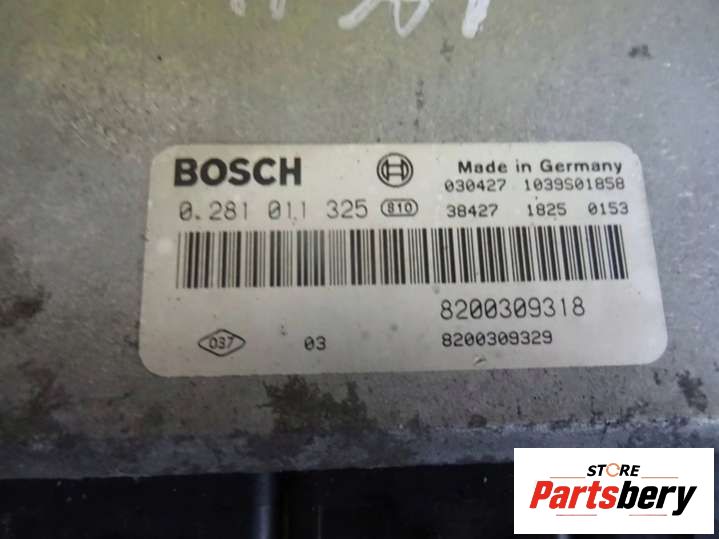 BOSCH
Made in Germany
030427 1039S01858
0 281 011 325 S10 38427 1825 0153
8200309318
037 03 8200309329
STORE
Partsbery